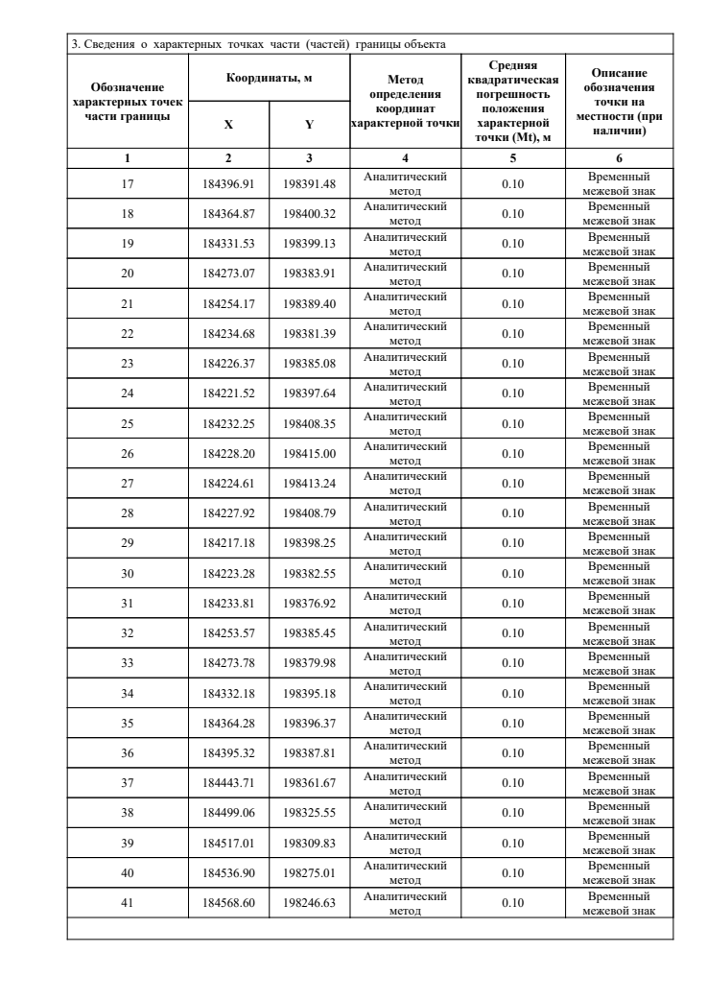 3. Сведения о характерных точках части (частей) границы объекта
Обозначение характерных точек части границы
Координаты, м
Метод определения координат характерной точки
Средняя квадратическая погрешность положения характерной точки (Mt), м
Описание обозначения точки на местности (при наличии)
X Y
1 2 3 4 5 6
17 184396.91 198391.48 Аналитический метод 0.10 Временный межевой знак
18 184364.87 198400.32 Аналитический метод 0.10 Временный межевой знак
19 184331.53 198399.13 Аналитический метод 0.10 Временный межевой знак
20 184273.07 198383.91 Аналитический метод 0.10 Временный межевой знак
21 184254.17 198389.40 Аналитический метод 0.10 Временный межевой знак
22 184234.68 198381.39 Аналитический метод 0.10 Временный межевой знак
23 184226.37 198385.08 Аналитический метод 0.10 Временный межевой знак
24 184221.52 198397.64 Аналитический метод 0.10 Временный межевой знак
25 184232.25 198408.35 Аналитический метод 0.10 Временный межевой знак
26 184228.20 198415.00 Аналитический метод 0.10 Временный межевой знак
27 184224.61 198413.24 Аналитический метод 0.10 Временный межевой знак
28 184227.92 198408.79 Аналитический метод 0.10 Временный межевой знак
29 184217.18 198398.25 Аналитический метод 0.10 Временный межевой знак
30 184223.28 198382.55 Аналитический метод 0.10 Временный межевой знак
31 184233.81 198376.92 Аналитический метод 0.10 Временный межевой знак
32 184253.57 198385.45 Аналитический метод 0.10 Временный межевой знак
33 184273.78 198379.98 Аналитический метод 0.10 Временный межевой знак
34 184332.18 198395.18 Аналитический метод 0.10 Временный межевой знак
35 184364.28 198396.37 Аналитический метод 0.10 Временный межевой знак
36 184395.32 198387.81 Аналитический метод 0.10 Временный межевой знак
37 184443.71 198361.67 Аналитический метод 0.10 Временный межевой знак
38 184499.06 198325.55 Аналитический метод 0.10 Временный межевой знак
39 184517.01 198309.83 Аналитический метод 0.10 Временный межевой знак
40 184536.90 198275.01 Аналитический метод 0.10 Временный межевой знак
41 184568.60 198246.63 Аналитический метод 0.10 Временный межевой знак